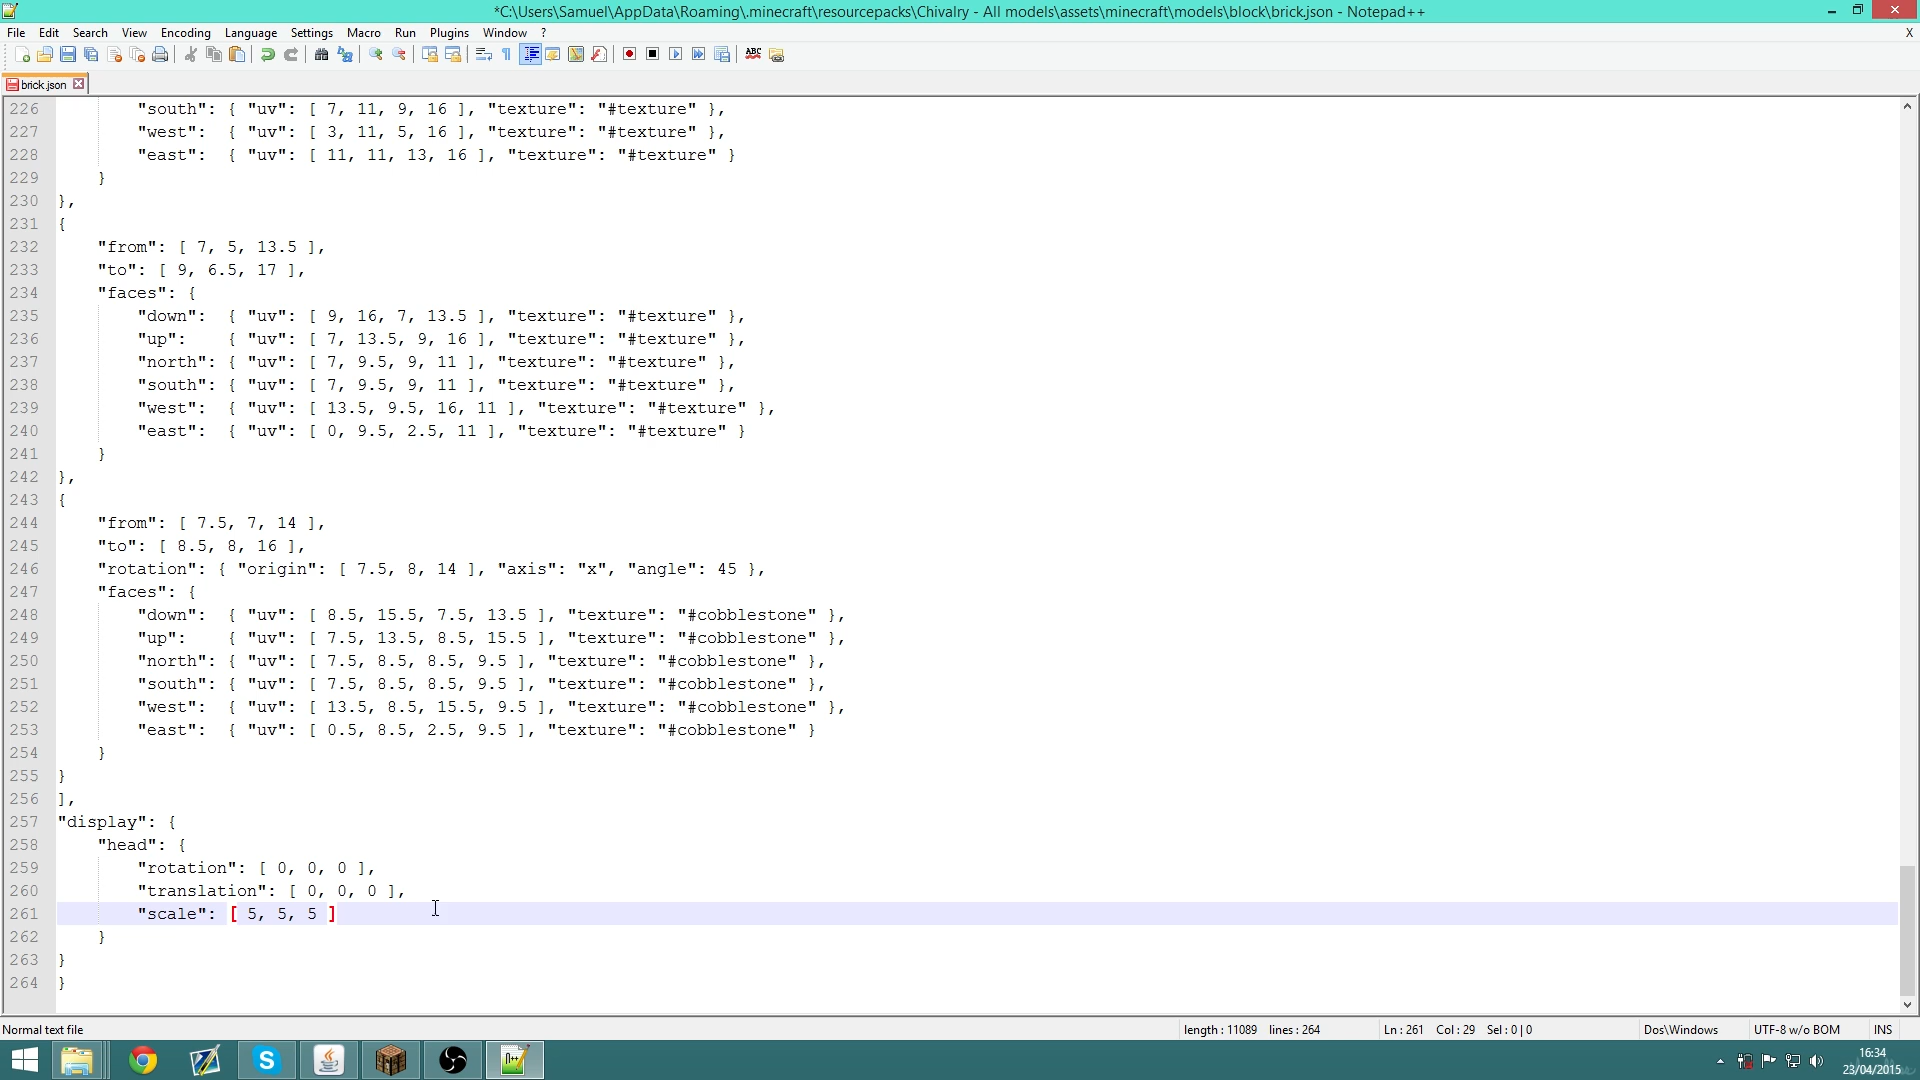 *C:\Users\Samuel\AppData\Roaming\.minecraft\resourcepacks\Chivalry - All models\assets\minecraft\models\block\brick.json - Notepad++
File Edit Search View Encoding Language Settings Macro Run Plugins Window ? X
brick.json
226 "south": { "uv": [ 7, 11, 9, 16 ], "texture": "#texture" },
227 "west": { "uv": [ 3, 11, 5, 16 ], "texture": "#texture" },
228 "east": { "uv": [ 11, 11, 13, 16 ], "texture": "#texture" }
229 }
230 },
231 {
232 "from": [ 7, 5, 13.5 ],
233 "to": [ 9, 6.5, 17 ],
234 "faces": {
235 "down": { "uv": [ 9, 16, 7, 13.5 ], "texture": "#texture" },
236 "up": { "uv": [ 7, 13.5, 9, 16 ], "texture": "#texture" },
237 "north": { "uv": [ 7, 9.5, 9, 11 ], "texture": "#texture" },
238 "south": { "uv": [ 7, 9.5, 9, 11 ], "texture": "#texture" },
239 "west": { "uv": [ 13.5, 9.5, 16, 11 ], "texture": "#texture" },
240 "east": { "uv": [ 0, 9.5, 2.5, 11 ], "texture": "#texture" }
241 }
242 },
243 {
244 "from": [ 7.5, 7, 14 ],
245 "to": [ 8.5, 8, 16 ],
246 "rotation": { "origin": [ 7.5, 8, 14 ], "axis": "x", "angle": 45 },
247 "faces": {
248 "down": { "uv": [ 8.5, 15.5, 7.5, 13.5 ], "texture": "#cobblestone" },
249 "up": { "uv": [ 7.5, 13.5, 8.5, 15.5 ], "texture": "#cobblestone" },
250 "north": { "uv": [ 7.5, 8.5, 8.5, 9.5 ], "texture": "#cobblestone" },
251 "south": { "uv": [ 7.5, 8.5, 8.5, 9.5 ], "texture": "#cobblestone" },
252 "west": { "uv": [ 13.5, 8.5, 15.5, 9.5 ], "texture": "#cobblestone" },
253 "east": { "uv": [ 0.5, 8.5, 2.5, 9.5 ], "texture": "#cobblestone" }
254 }
255 }
256 ],
257 "display": {
258 "head": {
259 "rotation": [ 0, 0, 0 ],
260 "translation": [ 0, 0, 0 ],
261 "scale": [ 5, 5, 5 ]
262 }
263 }
264 }
Normal text file length : 11089 lines : 264 Ln : 261 Col : 29 Sel : 0 | 0 Dos\Windows UTF-8 w/o BOM INS
16:34
23/04/2015